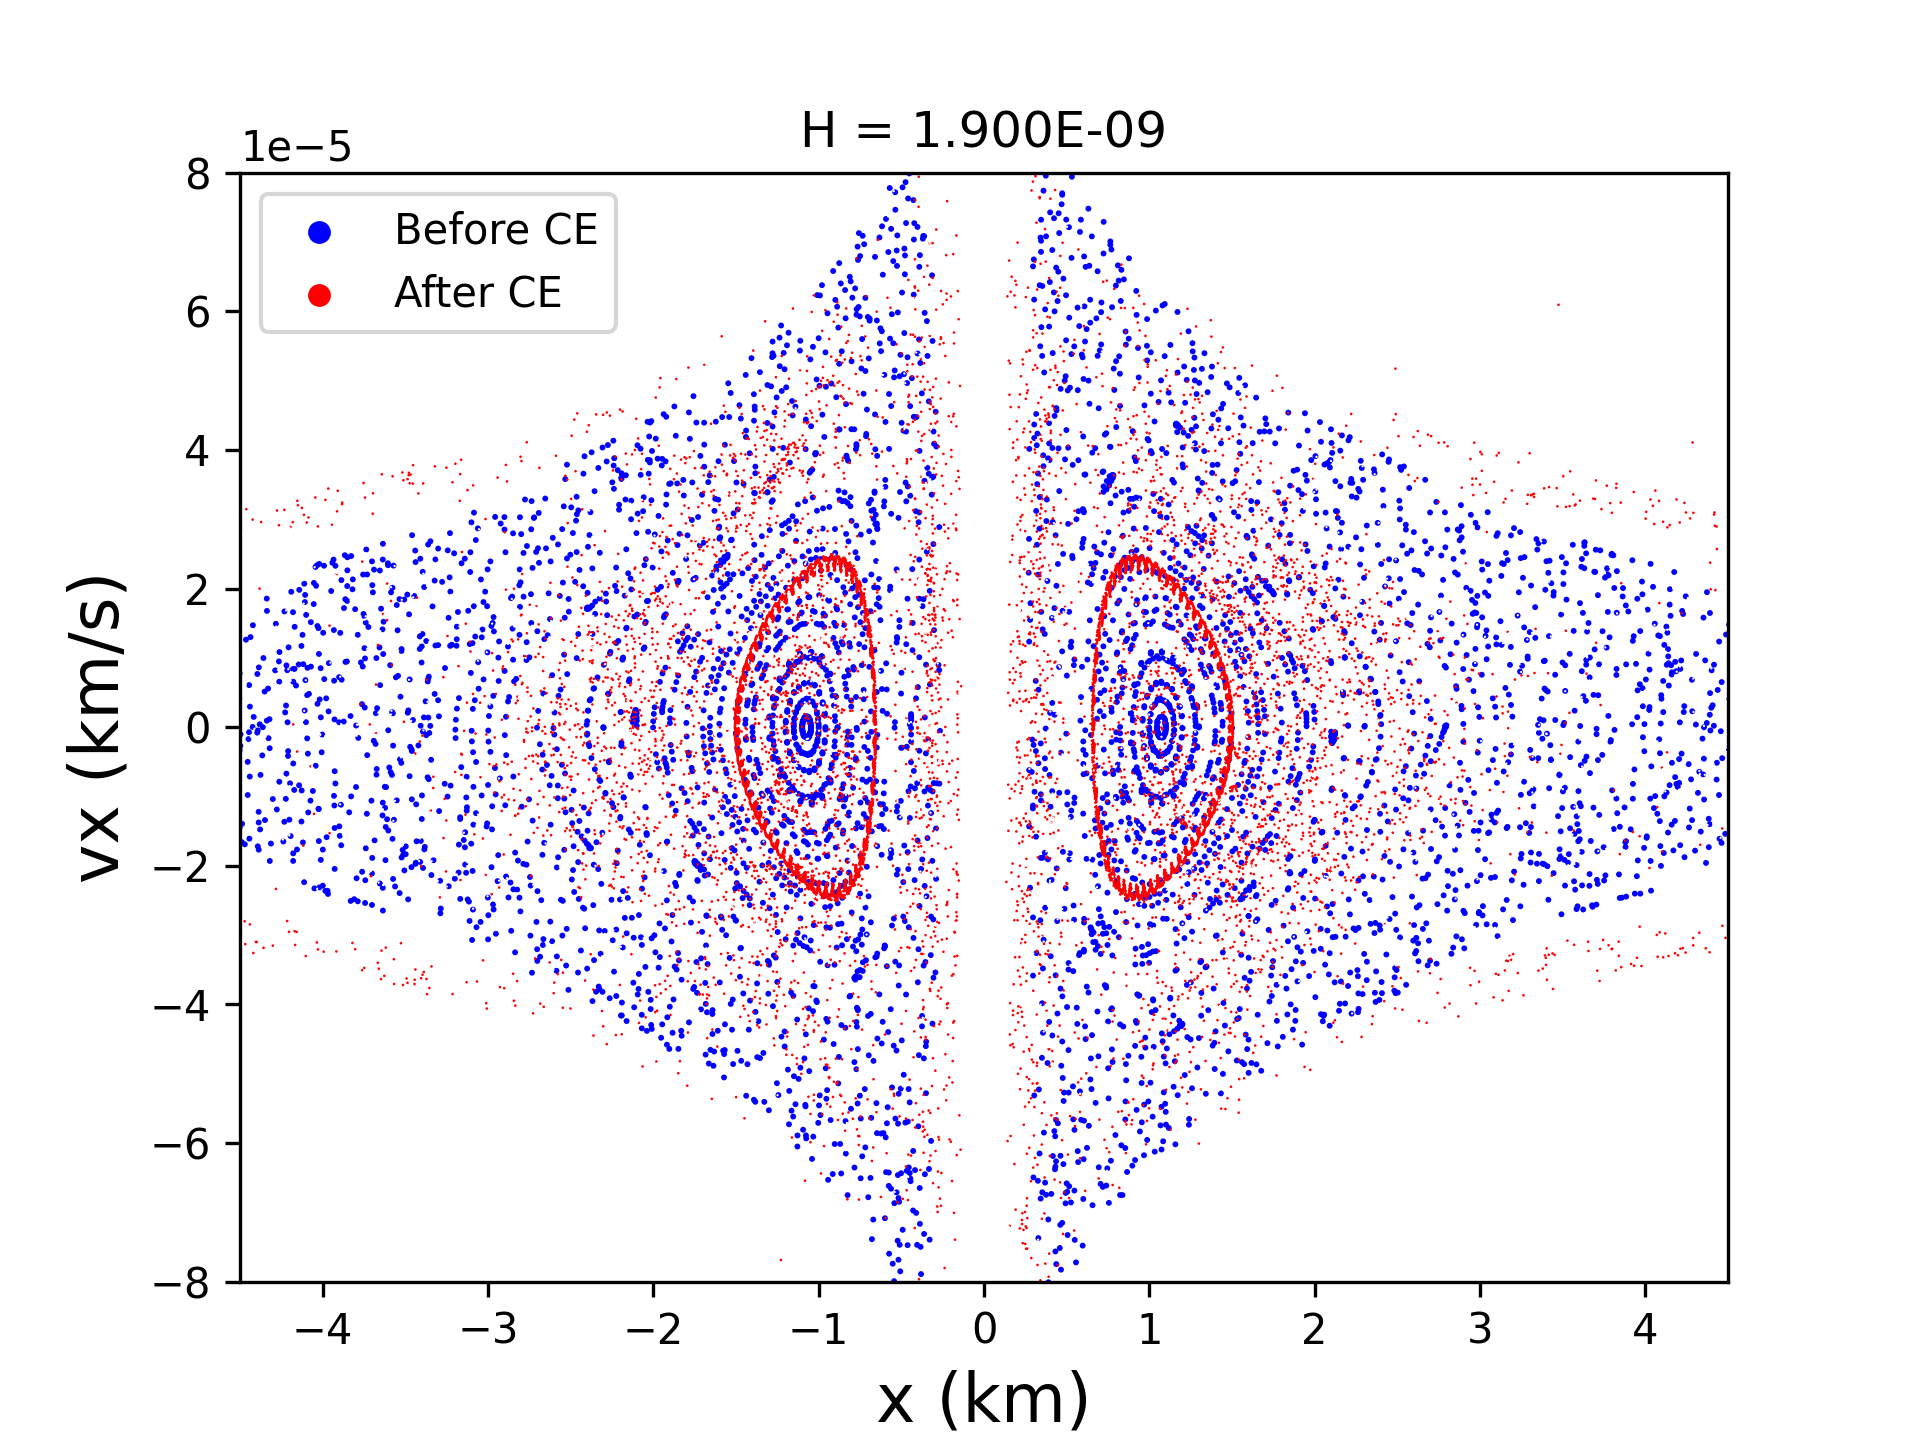 H = 1.900E-09
1e−5
Before CE
After CE
8
6
4
2
0
−2
−4
−6
−8
vx (km/s)
−4 −3 −2 −1 0 1 2 3 4
x (km)